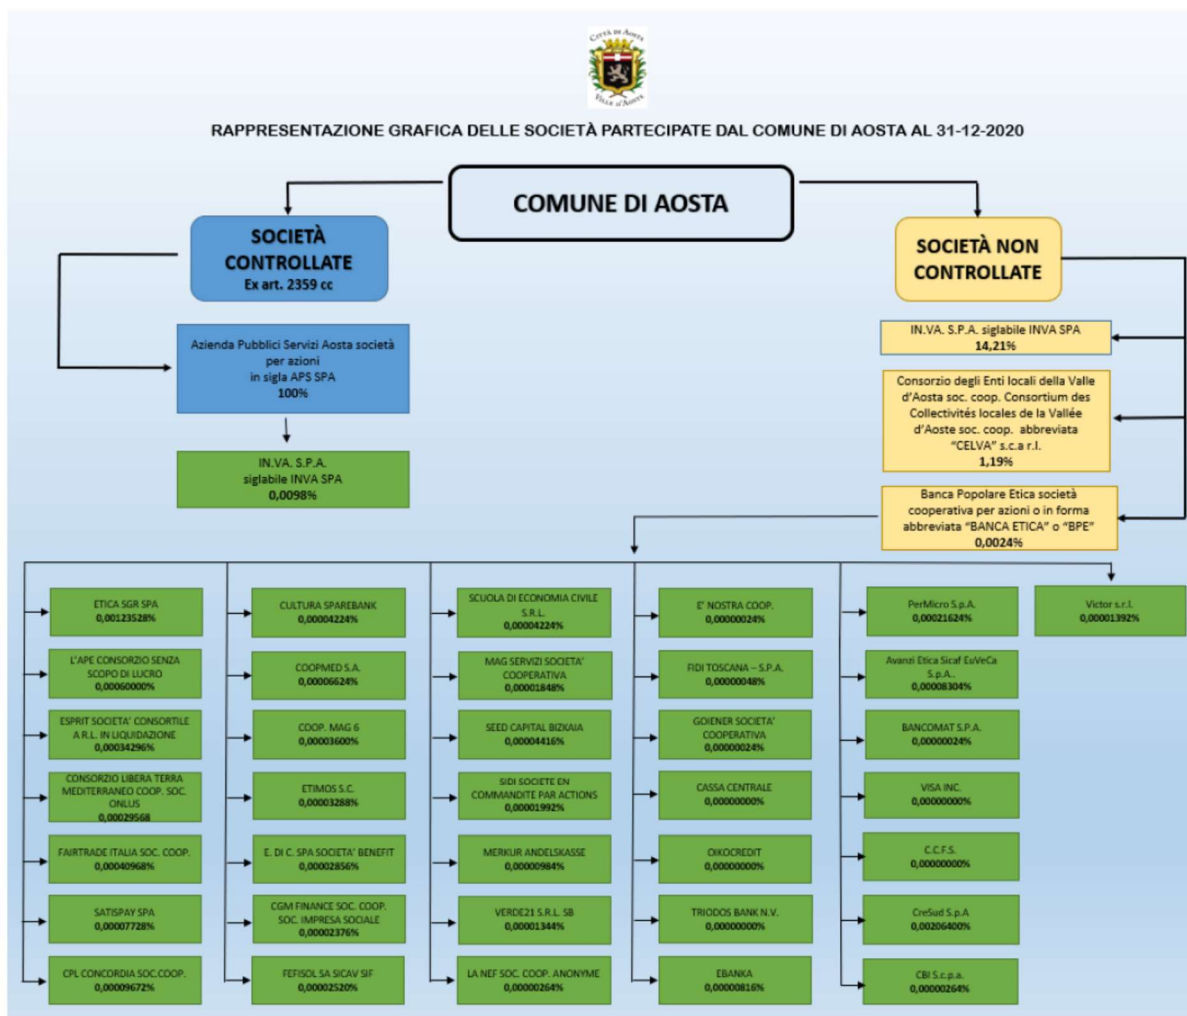 CITTÀ DI AOSTA
VILLE D'AOSTE
RAPPRESENTAZIONE GRAFICA DELLE SOCIETÀ PARTECIPATE DAL COMUNE DI AOSTA AL 31-12-2020
COMUNE DI AOSTA
SOCIETÀ
CONTROLLATE
Ex art. 2359 cc
Azienda Pubblici Servizi Aosta società
per azioni
in sigla APS SPA
100%
IN.VA. S.P.A.
siglabile INVA SPA
0,0098%
SOCIETÀ NON
CONTROLLATE
IN.VA. S.P.A. siglabile INVA SPA
14,21%
Consorzio degli Enti locali della Valle
d'Aosta soc. coop. Consortium des
Collectivités locales de la Vallée
d'Aoste soc. coop. abbreviata
"CELVA" s.c.a r.l.
1,19%
Banca Popolare Etica società
cooperativa per azioni o in forma
abbreviata "BANCA ETICA" o "BPE"
0,0024%
ETICA SGR SPA
0,00123528%
L'APE CONSORZIO SENZA
SCOPO DI LUCRO
0,00060000%
ESPRIT SOCIETA' CONSORTILE
A R.L. IN LIQUIDAZIONE
0,00034296%
CONSORZIO LIBERA TERRA
MEDITERRANEO COOP. SOC.
ONLUS
0,00029568
FAIRTRADE ITALIA SOC. COOP.
0,00040968%
SATISPAY SPA
0,00007728%
CPL CONCORDIA SOC.COOP.
0,00009672%
CULTURA SPAREBANK
0,00004224%
COOPMED S.A.
0,00006624%
COOP. MAG 6
0,00003600%
ETIMOS S.C.
0,00003288%
E. DI C. SPA SOCIETA' BENEFIT
0,00002856%
CGM FINANCE SOC. COOP.
SOC. IMPRESA SOCIALE
0,00002376%
FEFISOL SA SICAV SIF
0,00002520%
SCUOLA DI ECONOMIA CIVILE
S.R.L.
0,00004224%
MAG SERVIZI SOCIETA'
COOPERATIVA
0,00001848%
SEED CAPITAL BIZKAIA
0,00004416%
SIDI SOCIETE EN
COMMANDITE PAR ACTIONS
0,00001992%
MERKUR ANDELSKASSE
0,00000984%
VERDE21 S.R.L. SB
0,00001344%
LA NEF SOC. COOP. ANONYME
0,00000264%
E' NOSTRA COOP.
0,00000024%
FIDI TOSCANA – S.P.A.
0,00000048%
GOIENER SOCIETA'
COOPERATIVA
0,00000024%
CASSA CENTRALE
0,00000000%
OIKOCREDIT
0,00000000%
TRIODOS BANK N.V.
0,00000000%
EBANKA
0,00000816%
PerMicro S.p.A.
0,00021624%
Avanzi Etica Sicaf EuVeCa
S.p.A..
0,00008304%
BANCOMAT S.P.A.
0,00000024%
VISA INC.
0,00000000%
C.C.F.S.
0,00000000%
CreSud S.p.A
0,00206400%
CBI S.c.p.a.
0,00000264%
Victor s.r.l.
0,00001392%